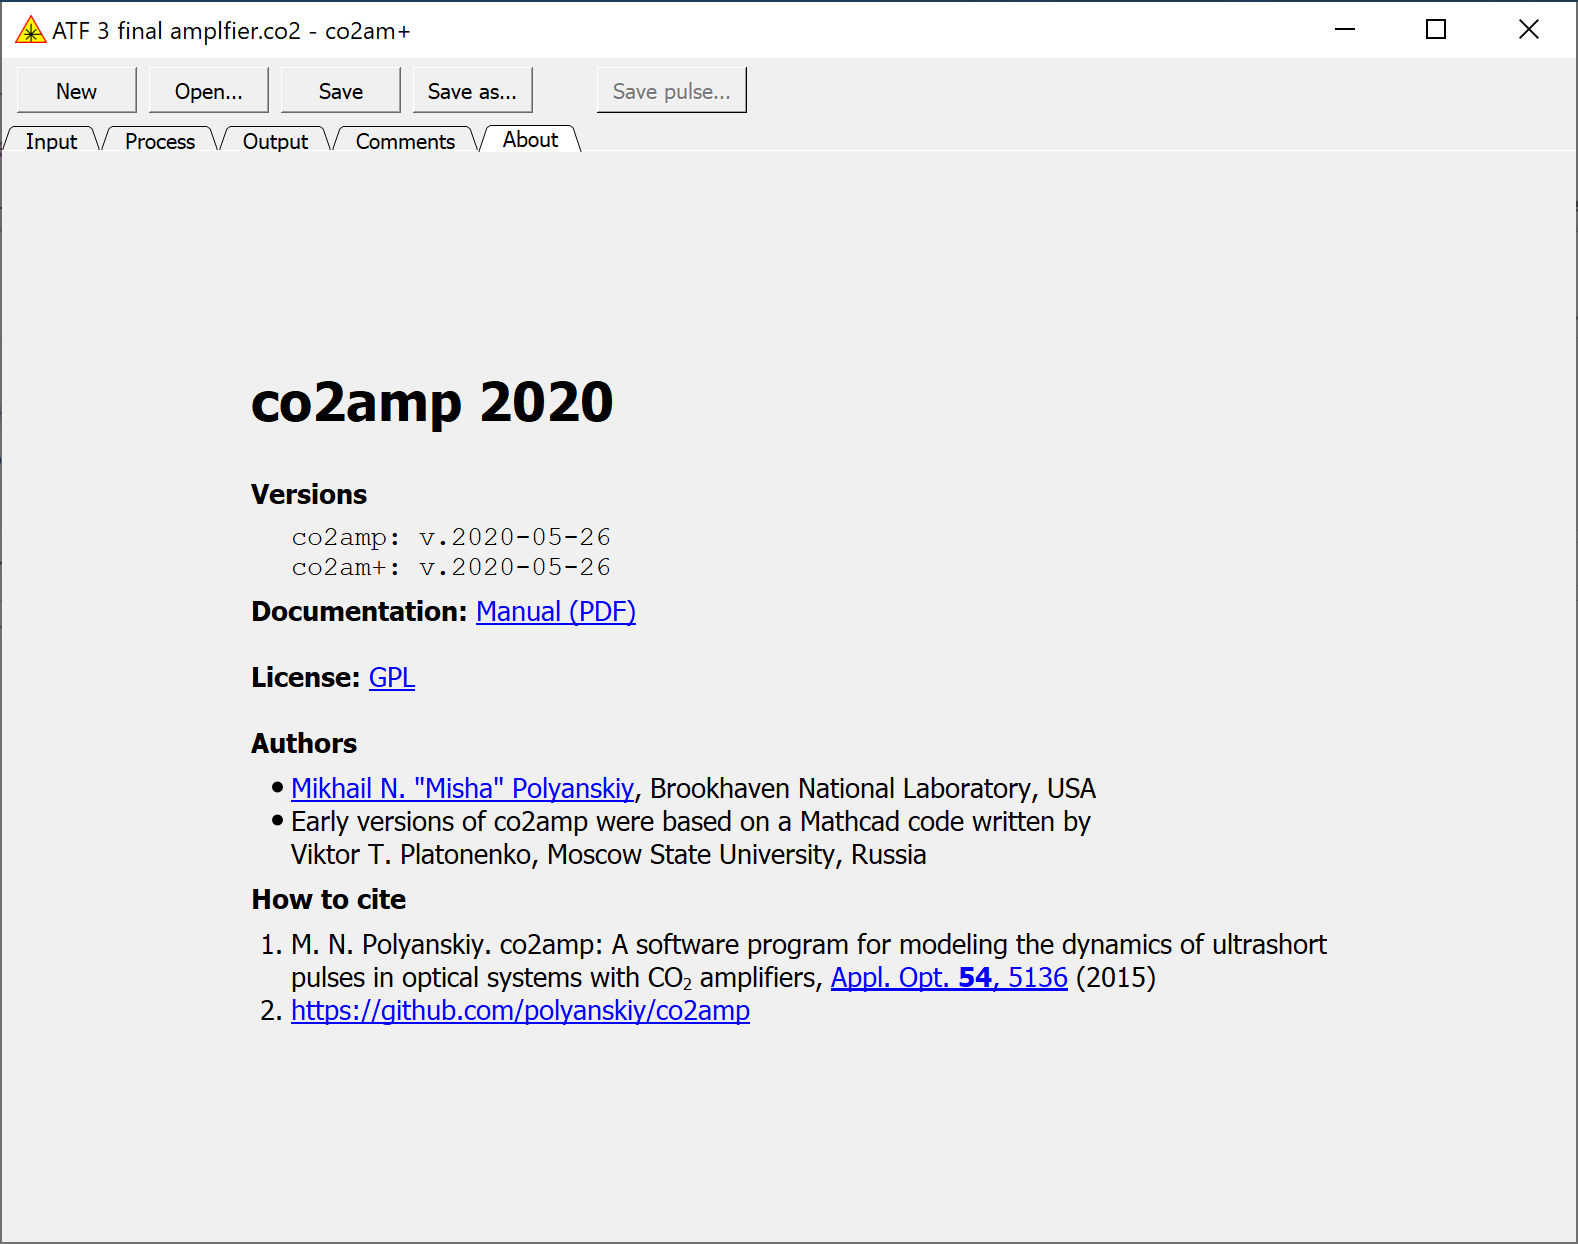 ATF 3 final amplfier.co2 - co2am+
New Open... Save Save as... Save pulse...
Input Process Output Comments About
co2amp 2020
Versions
co2amp: v.2020-05-26
co2am+: v.2020-05-26
Documentation: Manual (PDF)
License: GPL
Authors
• Mikhail N. "Misha" Polyanskiy, Brookhaven National Laboratory, USA
• Early versions of co2amp were based on a Mathcad code written by
Viktor T. Platonenko, Moscow State University, Russia
How to cite
1. M. N. Polyanskiy. co2amp: A software program for modeling the dynamics of ultrashort
pulses in optical systems with CO₂ amplifiers, Appl. Opt. 54, 5136 (2015)
2. https://github.com/polyanskiy/co2amp